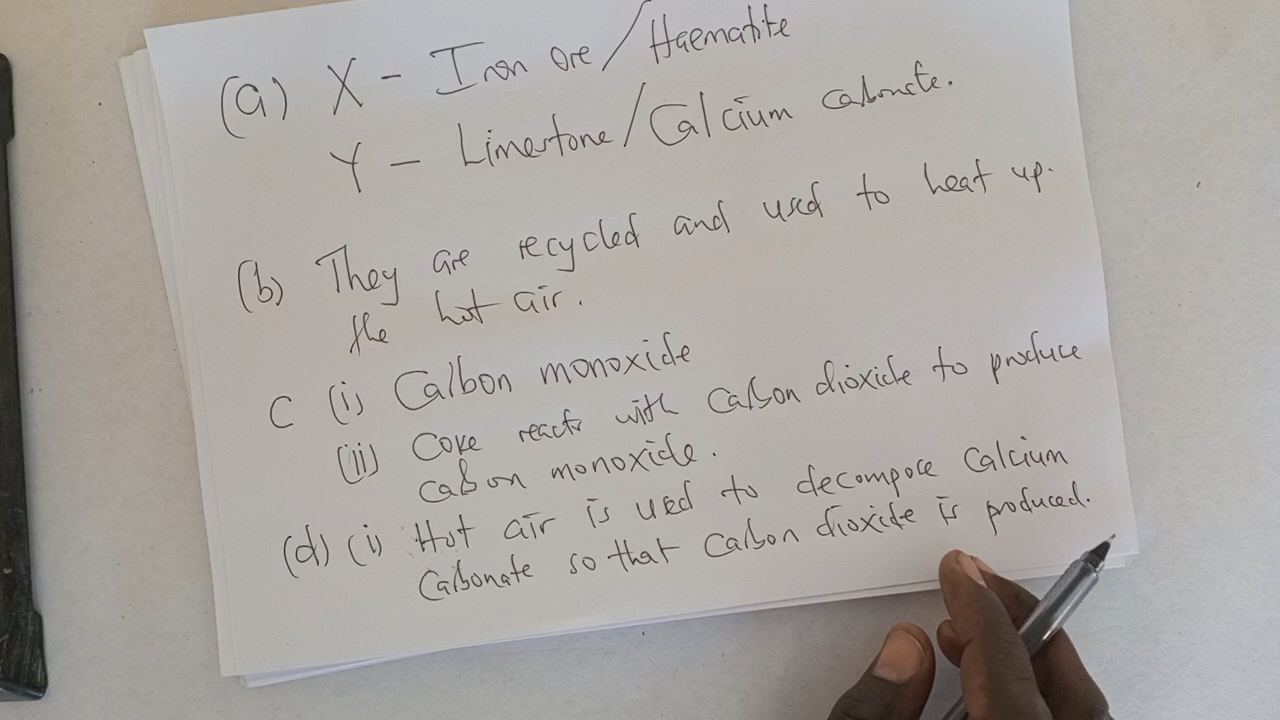 (a) X - Iron ore/Haematite
Y - Limestone/Calcium carbonate.
(b) They are recycled and used to heat up.
the hot air.
C (i) Carbon monoxide
(ii) Coke reacts with carbon dioxide to produce
carbon monoxide.
(d) (i) Hot air is used to decompose Calcium
Carbonate so that carbon dioxide is produced.